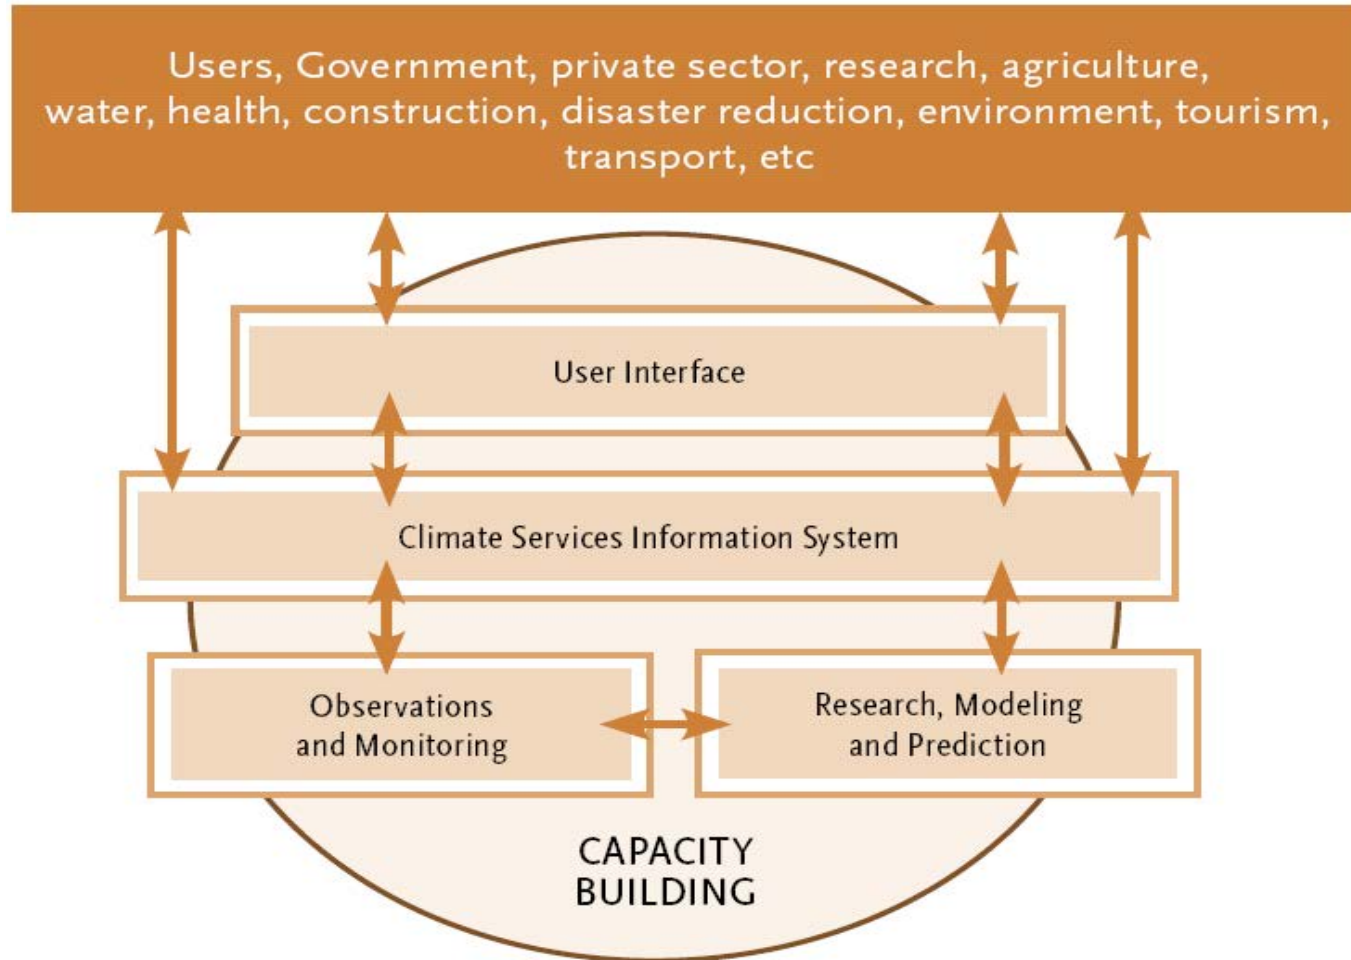 Users, Government, private sector, research, agriculture,
water, health, construction, disaster reduction, environment, tourism,
transport, etc
User Interface
Climate Services Information System
Observations
and Monitoring
Research, Modeling
and Prediction
CAPACITY
BUILDING